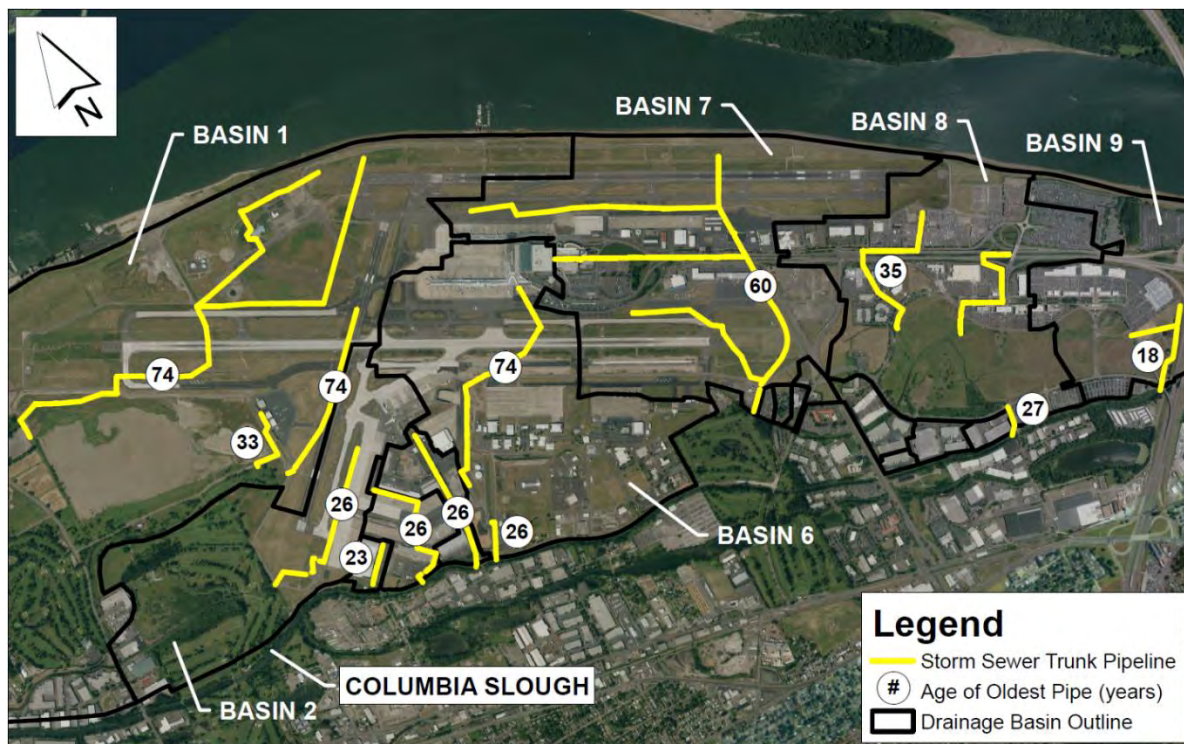 N
BASIN 1
BASIN 7
BASIN 8
BASIN 9
35
60
18
74
74
74
27
33
26
26
26
26
23
BASIN 6
BASIN 2
COLUMBIA SLOUGH
Legend
Storm Sewer Trunk Pipeline
# Age of Oldest Pipe (years)
Drainage Basin Outline